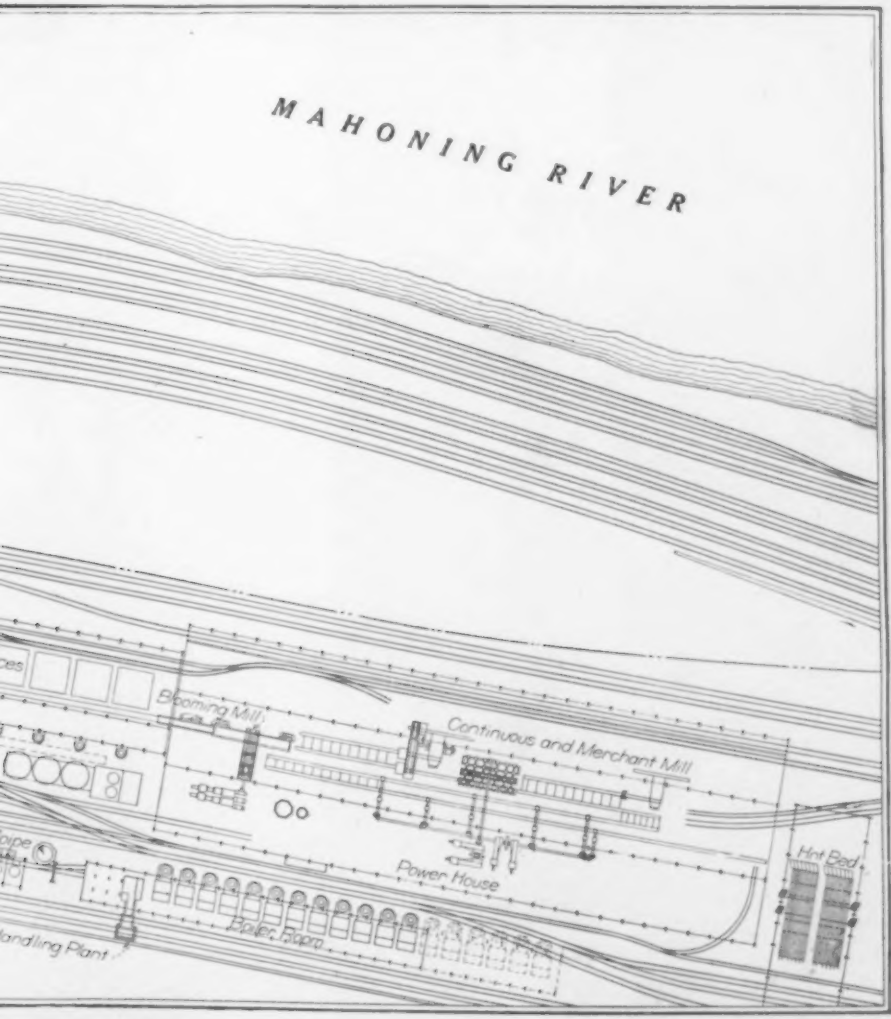 MAHONING RIVER
Blooming Mill
Continuous and Merchant Mill
Power House
Hot Bed
Boiler Room
Handling Plant